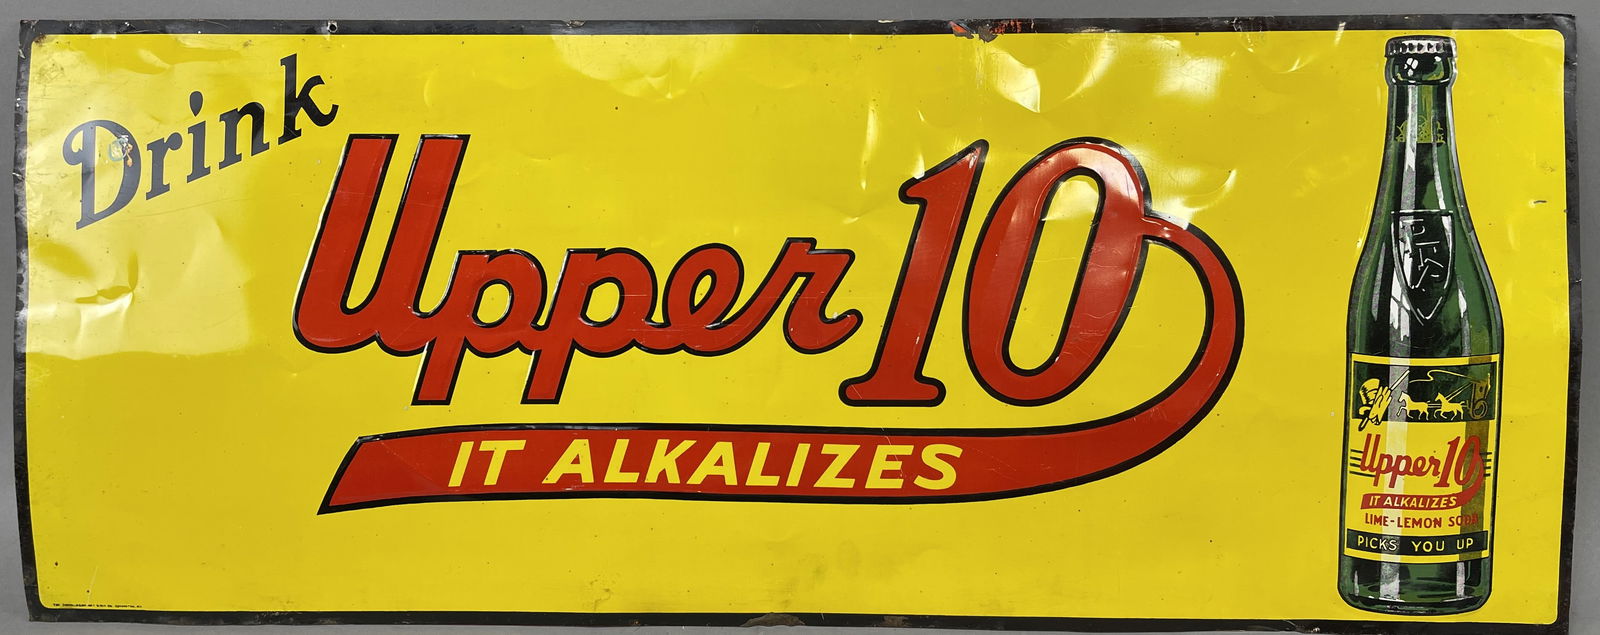 Drink
Upper 10
IT ALKALIZES
Upper 10
IT ALKALIZES
LIME-LEMON SODA
PICKS YOU UP